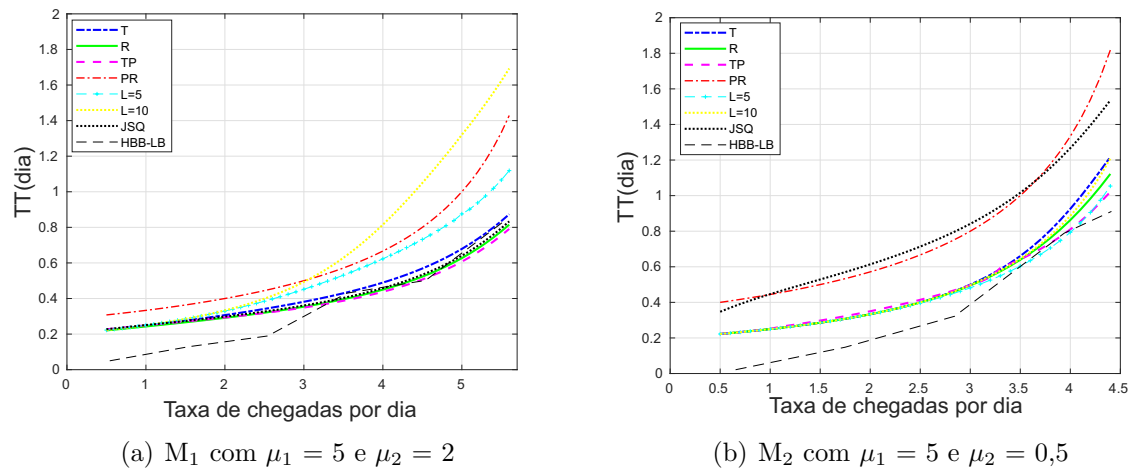 2
1.8
1.6
1.4
1.2
1
0.8
0.6
0.4
0.2
0
TT(dia)
T
R
TP
PR
L=5
L=10
JSQ
HBB-LB
0 1 2 3 4 5
Taxa de chegadas por dia
(a) M₁ com μ₁ = 5 e μ₂ = 2
2
1.8
1.6
1.4
1.2
1
0.8
0.6
0.4
0.2
0
TT(dia)
T
R
TP
PR
L=5
L=10
JSQ
HBB-LB
0 0.5 1 1.5 2 2.5 3 3.5 4 4.5
Taxa de chegadas por dia
(b) M₂ com μ₁ = 5 e μ₂ = 0,5